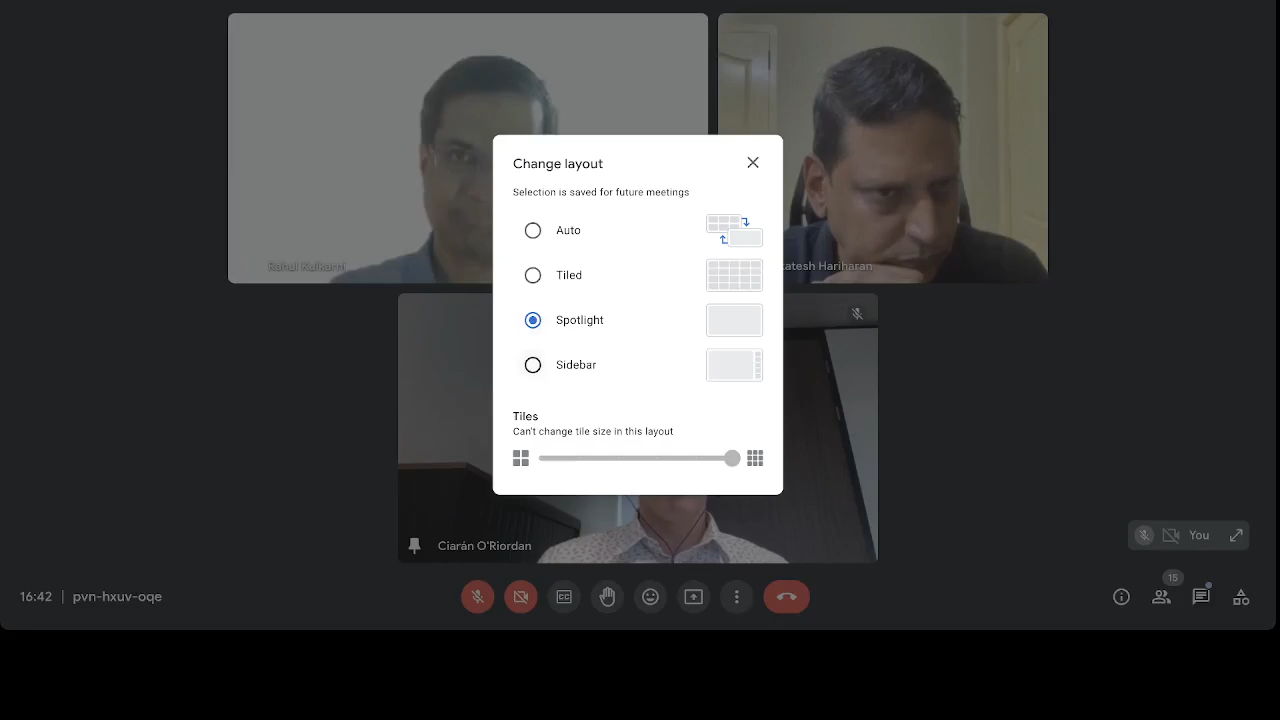 Change layout
Selection is saved for future meetings
Auto
Tiled
Spotlight
Sidebar
Tiles
Can't change tile size in this layout
Rahul Kulkarni
atesh Hariharan
Ciarán O'Riordan
You
16:42 | pvn-hxuv-oqe
CC
15